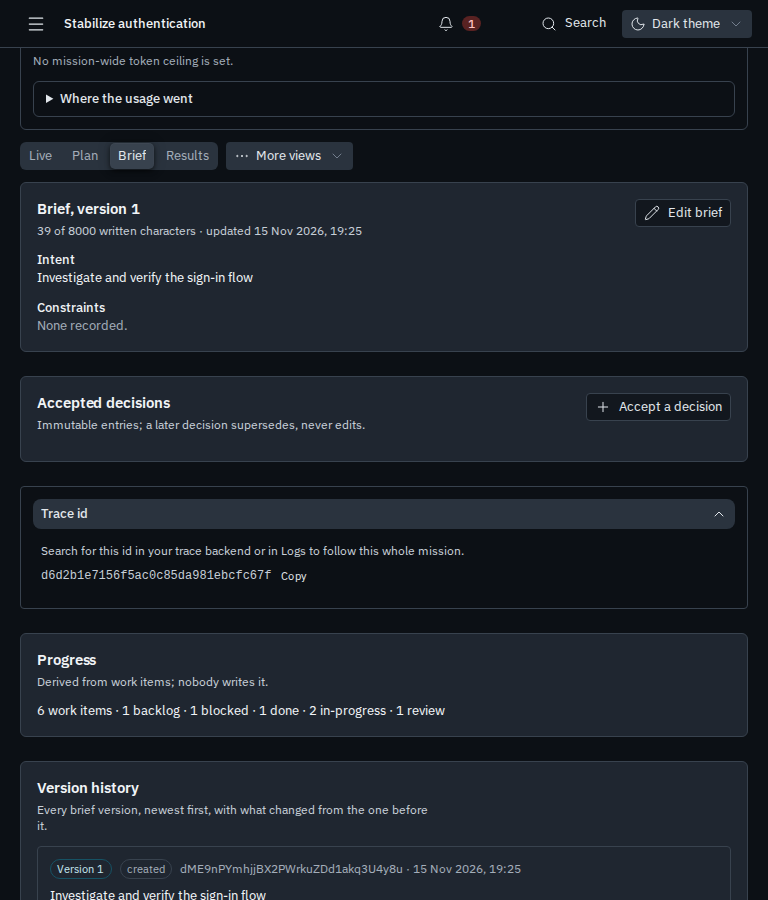 Stabilize authentication
1
Search
Dark theme
No mission-wide token ceiling is set.
Where the usage went
Live
Plan
Brief
Results
More views
Brief, version 1
Edit brief
39 of 8000 written characters · updated 15 Nov 2026, 19:25
Intent
Investigate and verify the sign-in flow
Constraints
None recorded.
Accepted decisions
Accept a decision
Immutable entries; a later decision supersedes, never edits.
Trace id
Search for this id in your trace backend or in Logs to follow this whole mission.
d6d2b1e7156f5ac0c85da981ebcfc67f Copy
Progress
Derived from work items; nobody writes it.
6 work items · 1 backlog · 1 blocked · 1 done · 2 in-progress · 1 review
Version history
Every brief version, newest first, with what changed from the one before
it.
Version 1 created dME9nPYmhjjBX2PWrkuZDd1akq3U4y8u · 15 Nov 2026, 19:25
Investigate and verify the sign-in flow